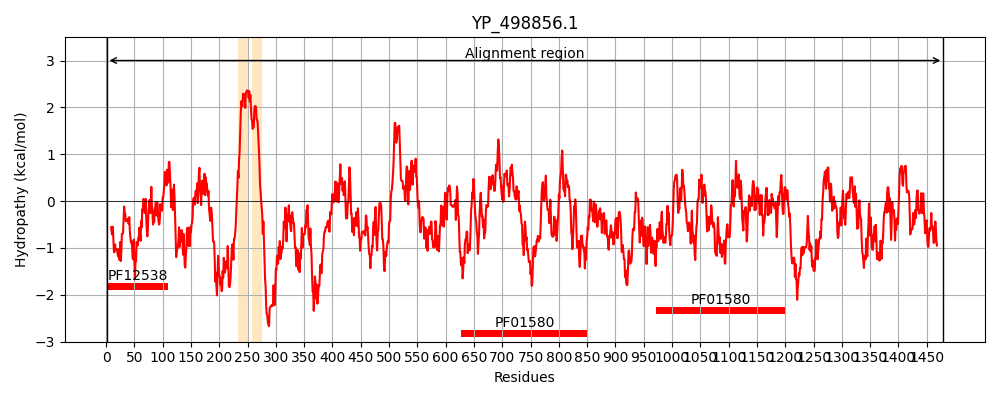 YP_498856.1
Alignment region
3
2
1
0
−1
−2
−3
Hydropathy (kcal/mol)
PF12538
PF01580
PF01580
0 50 100 150 200 250 300 350 400 450 500 550 600 650 700 750 800 850 900 950 1000 1050 1100 1150 1200 1250 1300 1350 1400 1450
Residues